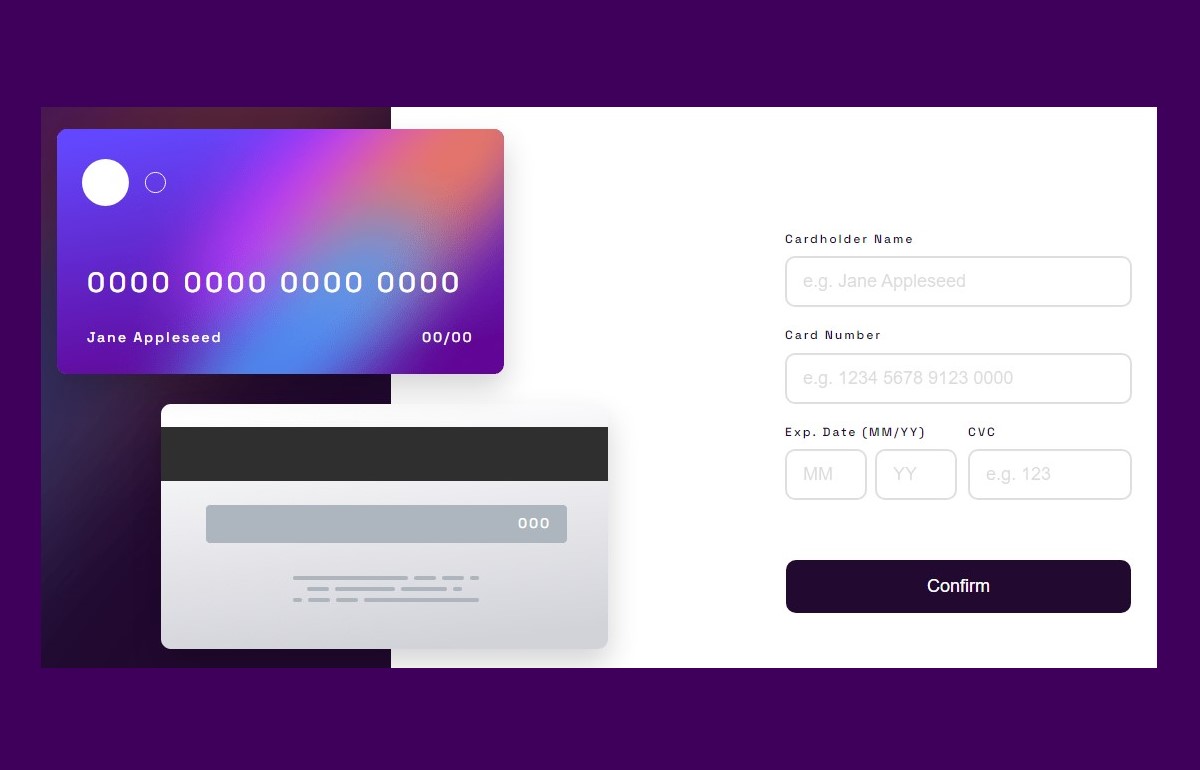 0000 0000 0000 0000
Jane Appleseed 00/00
000
Cardholder Name
e.g. Jane Appleseed
Card Number
e.g. 1234 5678 9123 0000
Exp. Date (MM/YY) CVC
MM YY e.g. 123
Confirm